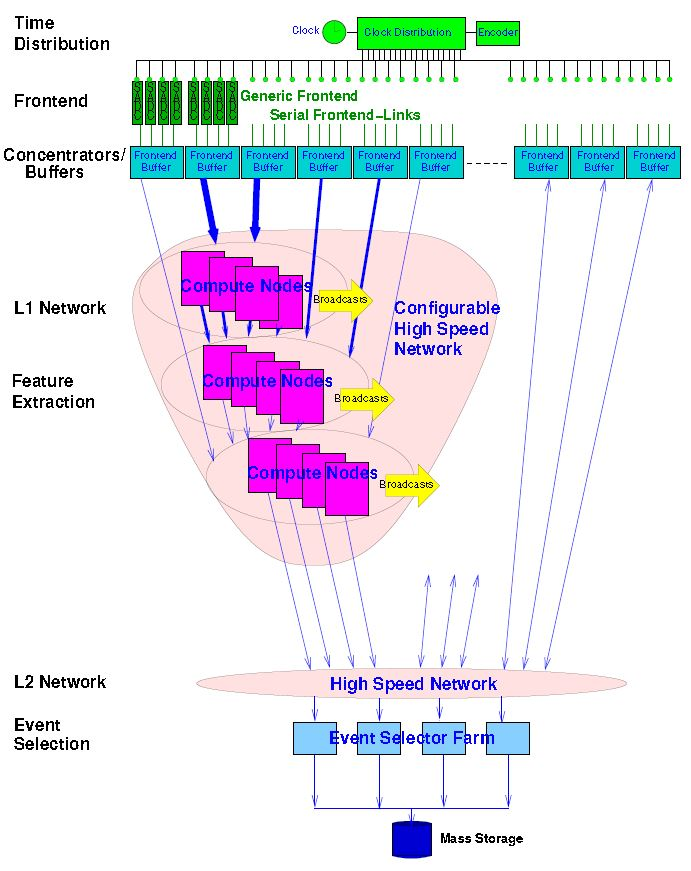 Time
Distribution
Clock
Clock Distribution
Encoder
Frontend
Generic Frontend
Serial Frontend-Links
Concentrators/
Buffers
Frontend
Buffer
Frontend
Buffer
Frontend
Buffer
Frontend
Buffer
Frontend
Buffer
Frontend
Buffer
Frontend
Buffer
Frontend
Buffer
Frontend
Buffer
L1 Network
Compute Nodes
Broadcasts
Configurable
High Speed
Network
Feature
Extraction
Compute Nodes
Broadcasts
Compute Nodes
Broadcasts
L2 Network
High Speed Network
Event
Selection
Event Selector Farm
Mass Storage